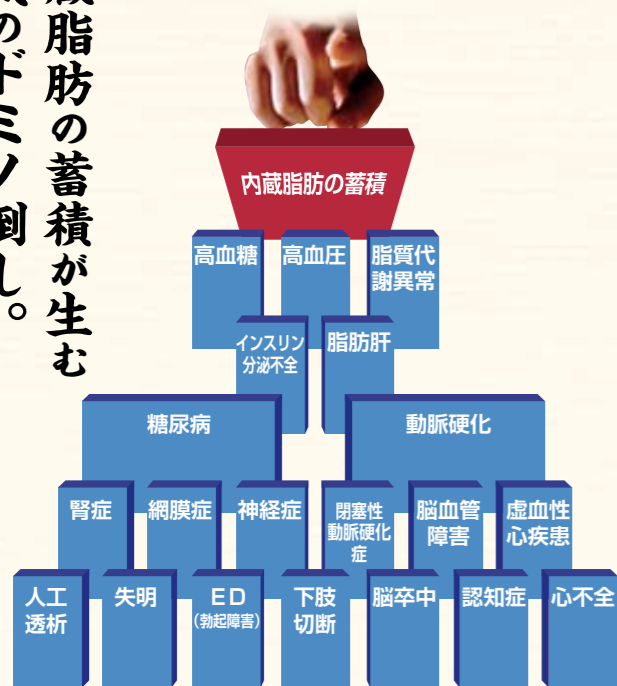 蔵脂肪の蓄積が生む
のドミノ倒し。
内蔵脂肪の蓄積
高血糖
高血圧
脂質代
謝異常
インスリン
分泌不全
脂肪肝
糖尿病
動脈硬化
腎症
網膜症
神経症
閉塞性
動脈硬化
症
脳血管
障害
虚血性
心疾患
人工
透析
失明
ED
(勃起障害)
下肢
切断
脳卒中
認知症
心不全